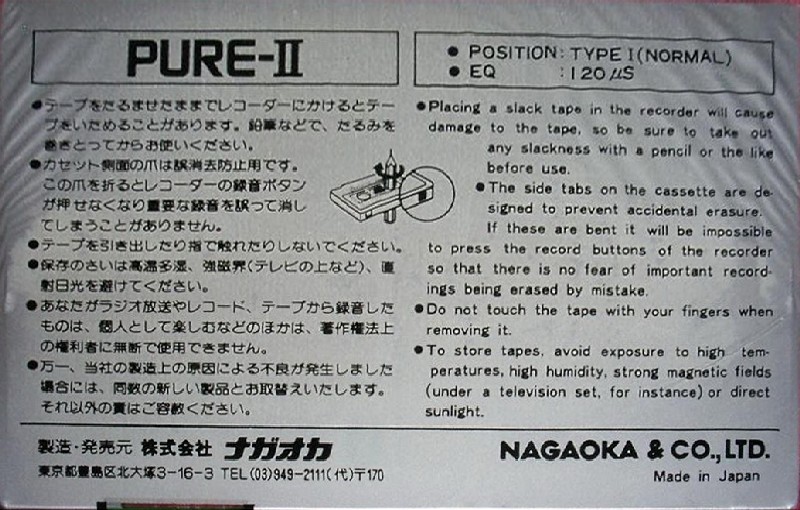 PURE-II
● POSITION: TYPE I (NORMAL)
● EQ : 120μS
●テープをたるませたままでレコーダーにかけるとテー
プをいためることがあります。鉛筆などで、たるみを
巻きとってからお使いください。
●カセット側面の爪は誤消去防止用です。
この爪を折るとレコーダーの録音ボタン
が押せなくなり重要な録音を誤って消し
てしまうことがありません。
●テープを引き出したり指で触れたりしないでください。
●保存のさいは高温多湿、強磁界(テレビの上など)、直
射日光を避けてください。
●あなたがラジオ放送やレコード、テープから録音した
ものは、個人として楽しむなどのほかは、著作権法上
の権利者に無断で使用できません。
●万一、当社の製造上の原因による不良が発生しました
場合には、同数の新しい製品とお取替えいたします。
それ以外の責はご容赦ください。
●Placing a slack tape in the recorder will cause
damage to the tape, so be sure to take out
any slackness with a pencil or the like
before use.
●The side tabs on the cassette are de-
signed to prevent accidental erasure.
If these are bent it will be impossible
to press the record buttons of the recorder
so that there is no fear of important record-
ings being erased by mistake.
●Do not touch the tape with your fingers when
removing it.
●To store tapes, avoid exposure to high tem-
peratures, high humidity, strong magnetic fields
(under a television set, for instance) or direct
sunlight.
製造・発売元 株式会社 ナガオカ
東京都豊島区北大塚3-16-3 TEL(03)949-2111(代)〒170
NAGAOKA & CO., LTD.
Made in Japan